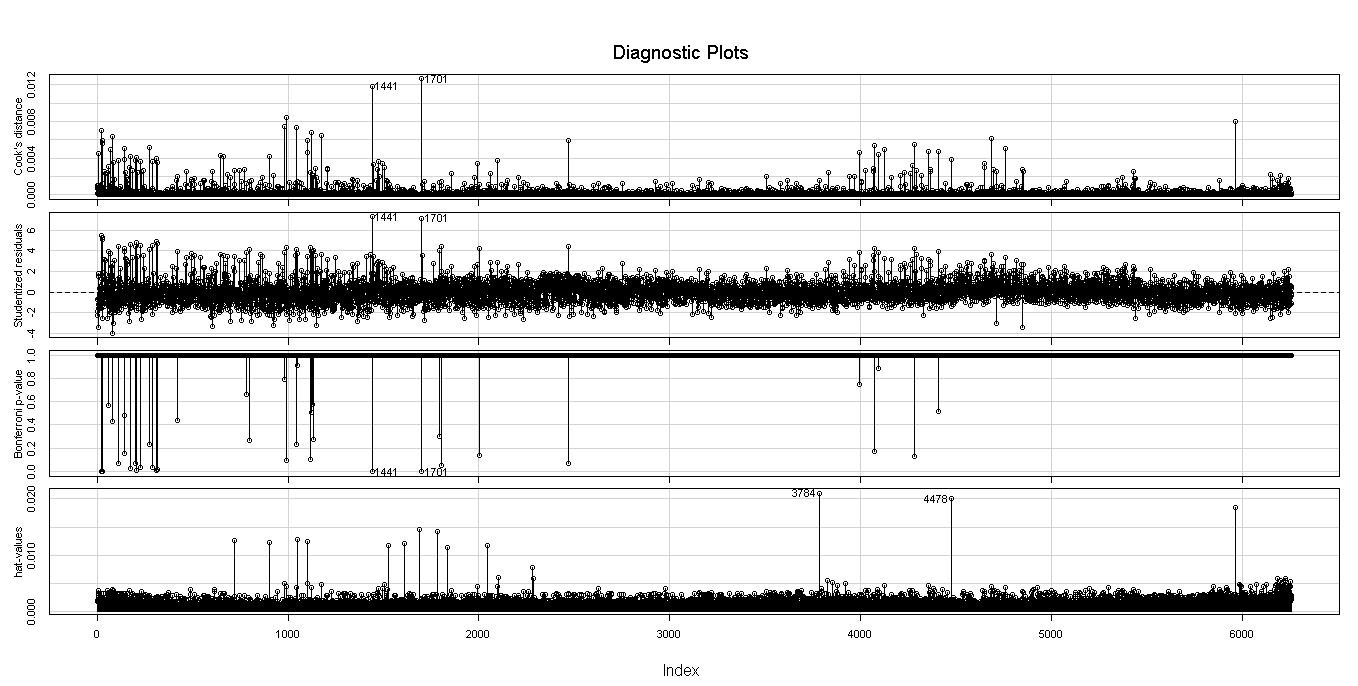 Diagnostic Plots
Cook's distance
0.000 0.004 0.008 0.012
1441
1701
Studentized residuals
-4 -2 0 2 4 6
1441
1701
Bonferroni p-value
0.0 0.2 0.4 0.6 0.8 1.0
1441
1701
hat-values
0.000 0.010 0.020
3784
4478
0 1000 2000 3000 4000 5000 6000
Index